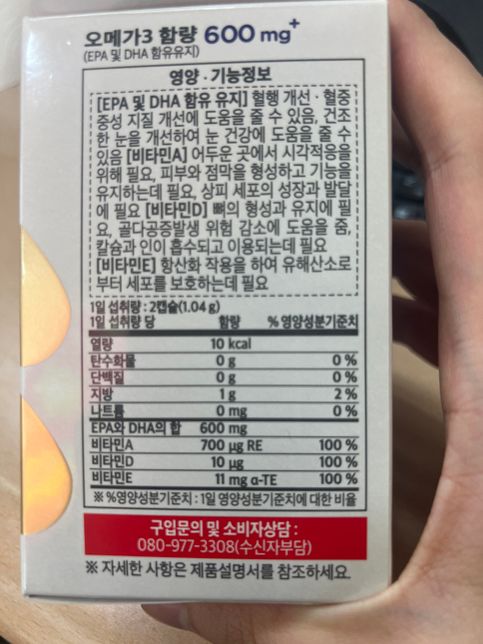 오메가3 함량 600 mg+
(EPA 및 DHA 함유유지)
영양 · 기능정보
[EPA 및 DHA 함유 유지] 혈행 개선 · 혈중
중성 지질 개선에 도움을 줄 수 있음, 건조
한 눈을 개선하여 눈 건강에 도움을 줄 수
있음 [비타민A] 어두운 곳에서 시각적응을
위해 필요, 피부와 점막을 형성하고 기능을
유지하는데 필요, 상피 세포의 성장과 발달
에 필요 [비타민D] 뼈의 형성과 유지에 필
요, 골다공증발생 위험 감소에 도움을 줌,
칼슘과 인이 흡수되고 이용되는데 필요
[비타민E] 항산화 작용을 하여 유해산소로
부터 세포를 보호하는데 필요
1일 섭취량 : 2캡슐(1.04 g)
1일 섭취량 당 함량 % 영양성분기준치
열량 10 kcal
탄수화물 0 g 0 %
단백질 0 g 0 %
지방 1 g 2 %
나트륨 0 mg 0 %
EPA와 DHA의 합 600 mg
비타민A 700 µg RE 100 %
비타민D 10 µg 100 %
비타민E 11 mg α-TE 100 %
※ %영양성분기준치 : 1일 영양성분기준치에 대한 비율
구입문의 및 소비자상담 :
080-977-3308(수신자부담)
※ 자세한 사항은 제품설명서를 참조하세요.